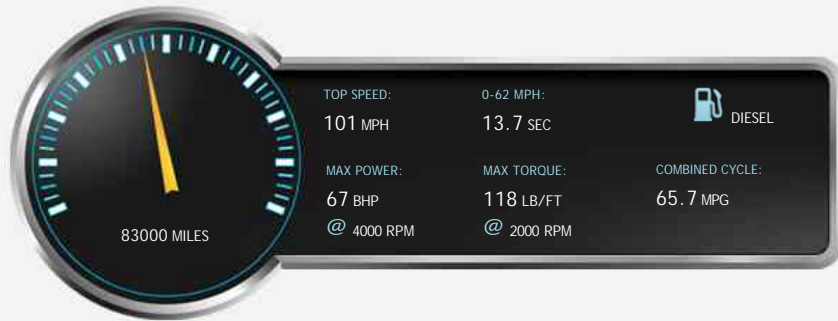 TOP SPEED:
101 MPH
0-62 MPH:
13.7 SEC
DIESEL
MAX POWER:
67 BHP
@ 4000 RPM
MAX TORQUE:
118 LB/FT
@ 2000 RPM
COMBINED CYCLE:
65.7 MPG
83000 MILES